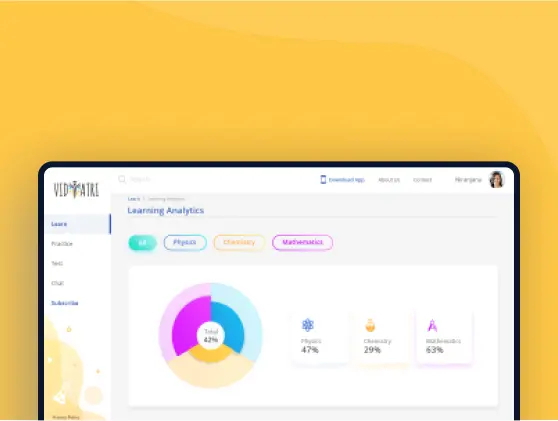 VIDYATRI
Search
Download App
About Us
Contact
Niranjana
Learn / Learning Analytics
Learning Analytics
Learn
Practice
Test
Chat
Subscribe
All
Physics
Chemistry
Mathematics
Total
42%
Physics
47%
Chemistry
29%
Mathematics
63%
Privacy Policy